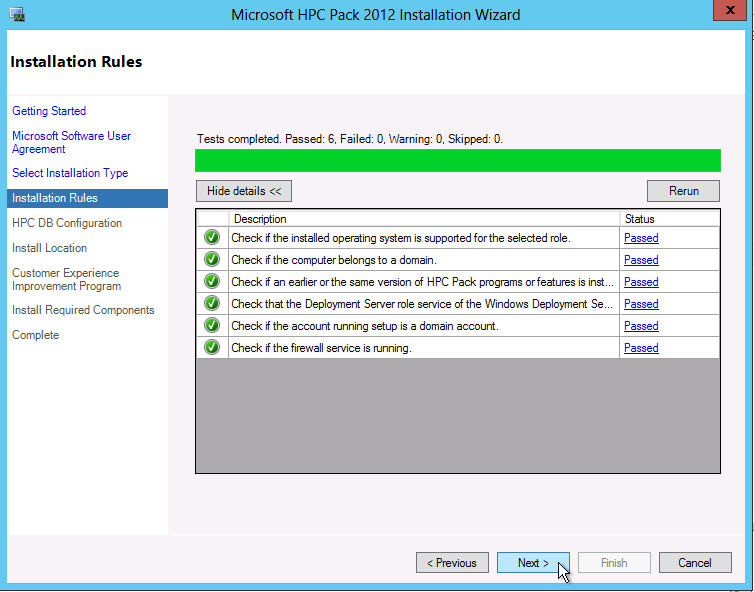 Microsoft HPC Pack 2012 Installation Wizard
x
Installation Rules
Getting Started
Microsoft Software User
Agreement
Select Installation Type
Installation Rules
HPC DB Configuration
Install Location
Customer Experience
Improvement Program
Install Required Components
Complete
Tests completed. Passed: 6, Failed: 0, Warning: 0, Skipped: 0.
Hide details <<
Rerun
Description Status
Check if the installed operating system is supported for the selected role. Passed
Check if the computer belongs to a domain. Passed
Check if an earlier or the same version of HPC Pack programs or features is inst... Passed
Check that the Deployment Server role service of the Windows Deployment Se... Passed
Check if the account running setup is a domain account. Passed
Check if the firewall service is running. Passed
< Previous
Next >
Finish
Cancel